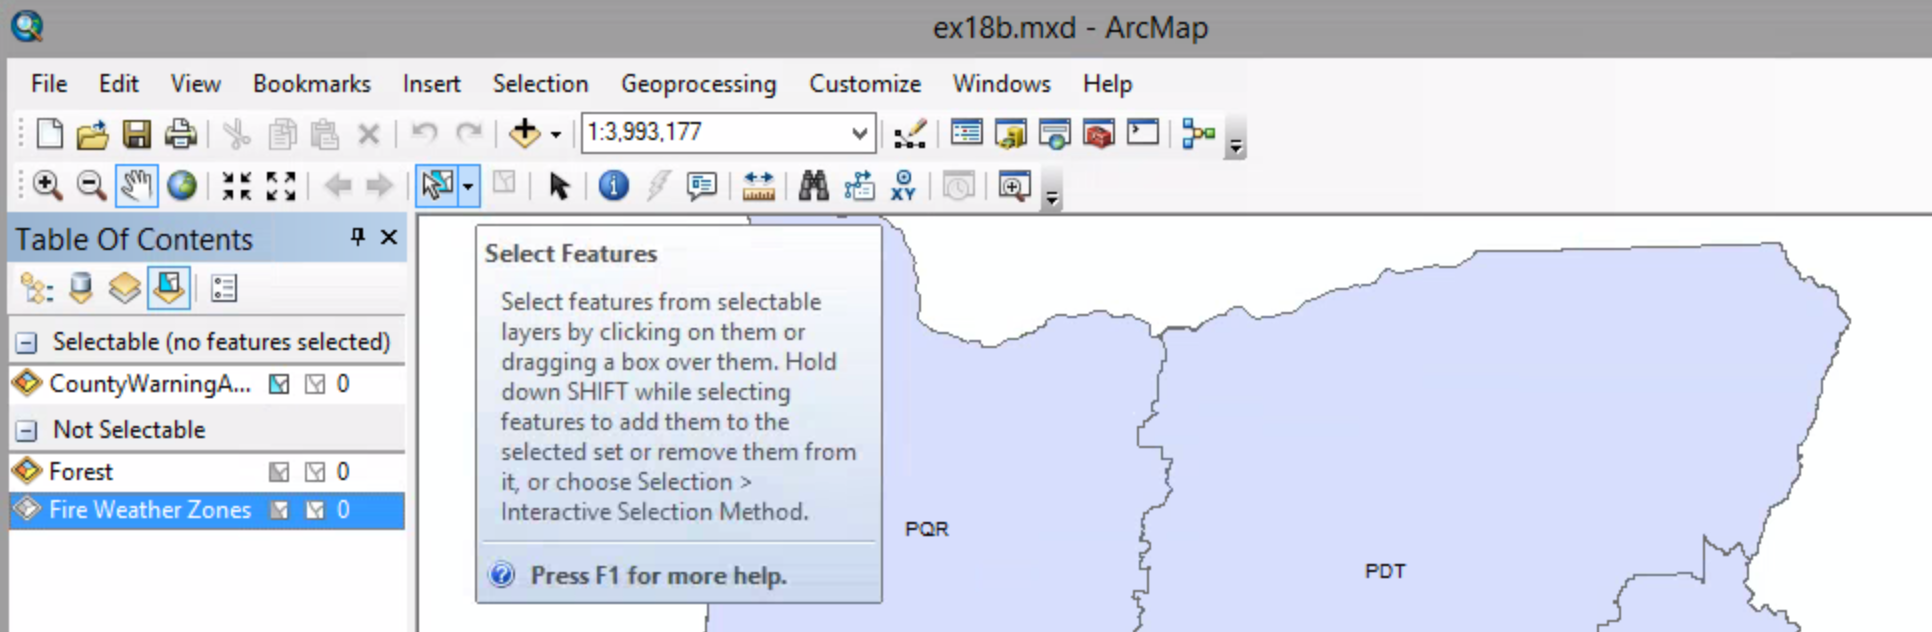 ex18b.mxd - ArcMap
File Edit View Bookmarks Insert Selection Geoprocessing Customize Windows Help
1:3,993,177
XY
Table Of Contents
Select Features
Select features from selectable
layers by clicking on them or
dragging a box over them. Hold
down SHIFT while selecting
features to add them to the
selected set or remove them from
it, or choose Selection >
Interactive Selection Method.
Press F1 for more help.
Selectable (no features selected)
CountyWarningA... 0
Not Selectable
Forest 0
Fire Weather Zones 0
PQR
PDT